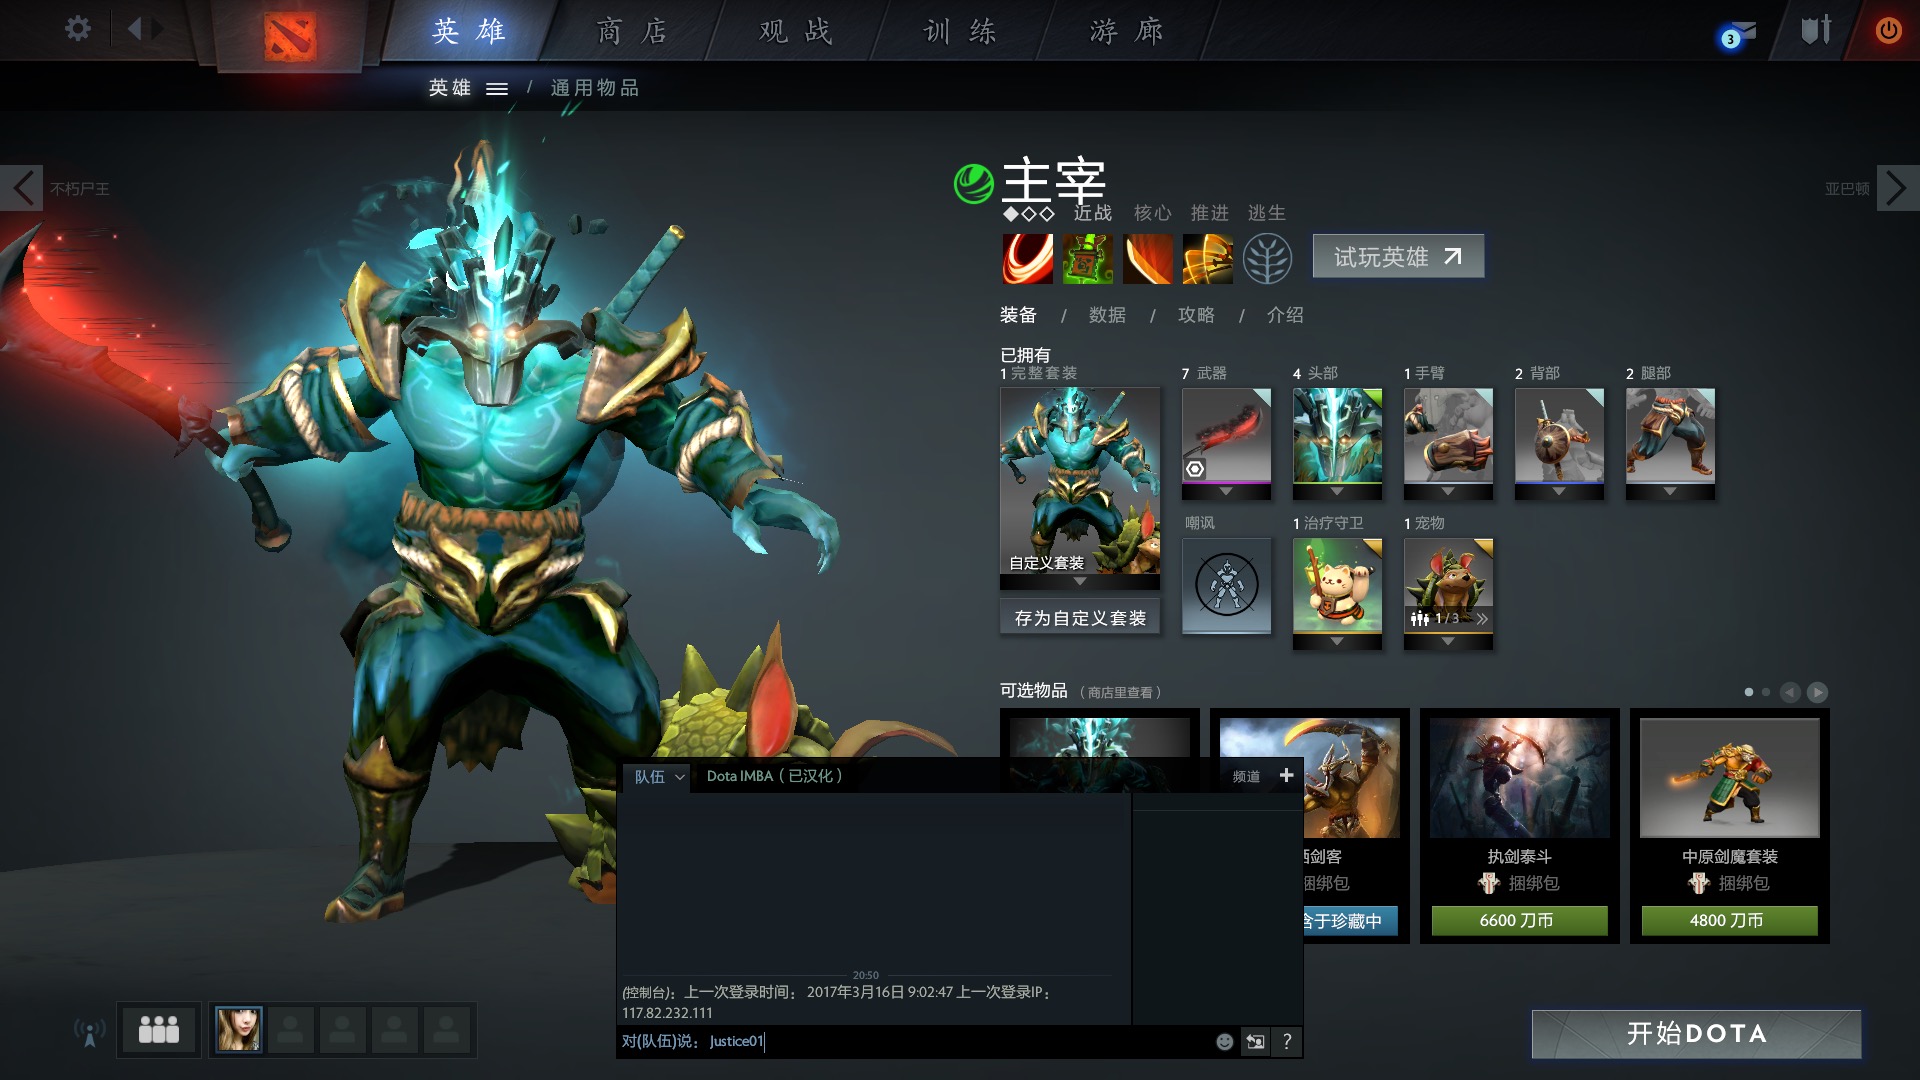 英雄
商店
观战
训练
游廊
3
英雄 / 通用物品
不朽尸王
亚巴顿
主宰
近战 核心 推进 逃生
试玩英雄
装备 / 数据 / 攻略 / 介绍
已拥有
1 完整套装
7 武器
4 头部
1 手臂
2 背部
2 腿部
自定义套装
存为自定义套装
嘲讽
1 治疗守卫
1 宠物
1/3
可选物品 (商店里查看)
队伍
Dota IMBA (已汉化)
频道
剑客
捆绑包
含于珍藏中
执剑泰斗
捆绑包
6600 刀币
中原剑魔套装
捆绑包
4800 刀币
20:50
(控制台): 上一次登录时间: 2017年3月16日 9:02:47 上一次登录IP:
117.82.232.111
对(队伍)说: Justice01
?
开始DOTA